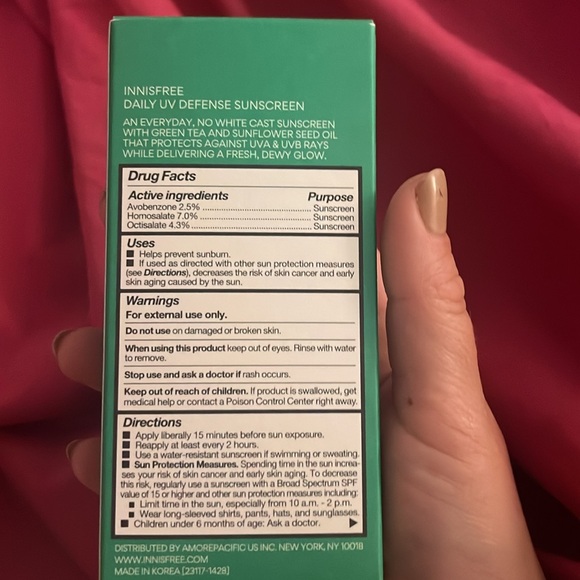 INNISFREE
DAILY UV DEFENSE SUNSCREEN
AN EVERYDAY, NO WHITE CAST SUNSCREEN
WITH GREEN TEA AND SUNFLOWER SEED OIL
THAT PROTECTS AGAINST UVA & UVB RAYS
WHILE DELIVERING A FRESH, DEWY GLOW.
Drug Facts
Active ingredients Purpose
Avobenzone 2.5% ........................................ Sunscreen
Homosalate 7.0% ........................................ Sunscreen
Octisalate 4.3% ........................................ Sunscreen
Uses
■ Helps prevent sunburn.
■ If used as directed with other sun protection measures
(see Directions), decreases the risk of skin cancer and early
skin aging caused by the sun.
Warnings
For external use only.
Do not use on damaged or broken skin.
When using this product keep out of eyes. Rinse with water
to remove.
Stop use and ask a doctor if rash occurs.
Keep out of reach of children. If product is swallowed, get
medical help or contact a Poison Control Center right away.
Directions
■ Apply liberally 15 minutes before sun exposure.
■ Reapply at least every 2 hours.
■ Use a water-resistant sunscreen if swimming or sweating.
■ Sun Protection Measures. Spending time in the sun increa-
ses your risk of skin cancer and early skin aging. To decrease
this risk, regularly use a sunscreen with a Broad Spectrum SPF
value of 15 or higher and other sun protection measures including:
▪ Limit time in the sun, especially from 10 a.m. - 2 p.m.
▪ Wear long-sleeved shirts, pants, hats, and sunglasses.
■ Children under 6 months of age: Ask a doctor. ▶
DISTRIBUTED BY AMOREPACIFIC US INC. NEW YORK, NY 10018
WWW.INNISFREE.COM
MADE IN KOREA [23117-1428]